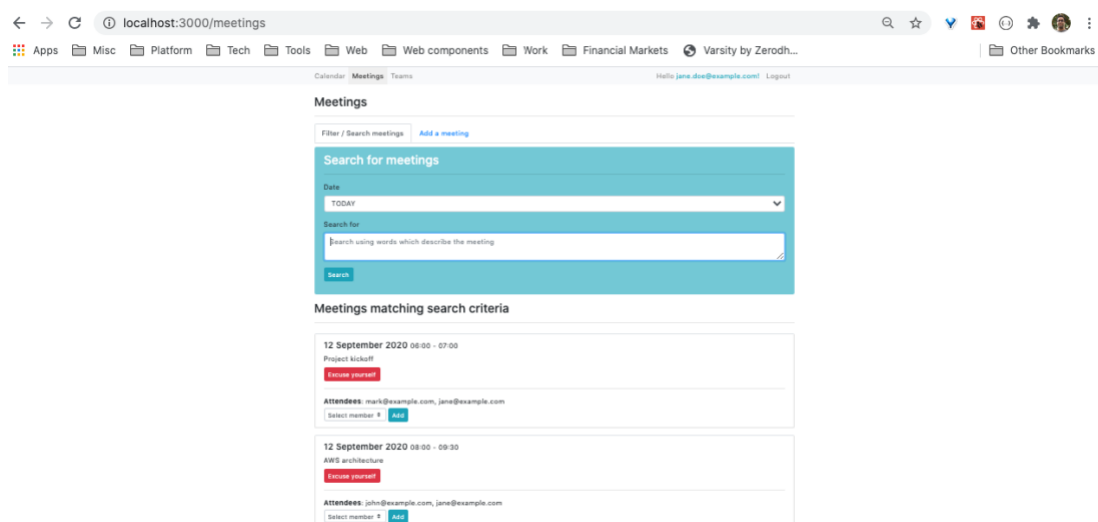 localhost:3000/meetings
Apps Misc Platform Tech Tools Web Web components Work Financial Markets Varsity by Zerodh... Other Bookmarks
Calendar Meetings Teams Hello jane.doe@example.com! Logout
Meetings
Filter / Search meetings Add a meeting
Search for meetings
Date
TODAY
Search for
Search using words which describe the meeting
Search
Meetings matching search criteria
12 September 2020 06:00 - 07:00
Project kickoff
Excuse yourself
Attendees: mark@example.com, jane@example.com
Select member Add
12 September 2020 08:00 - 09:30
AWS architecture
Excuse yourself
Attendees: john@example.com, jane@example.com
Select member Add